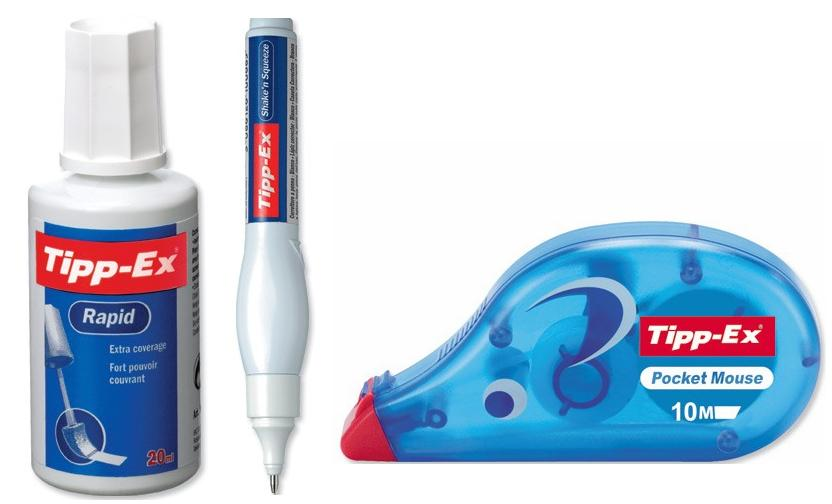 Tipp-Ex
Rapid
Extra coverage
Fort pouvoir
couvrant
20ml
Tipp-Ex
Shake'n Squeeze
Tipp-Ex
Pocket Mouse
10M